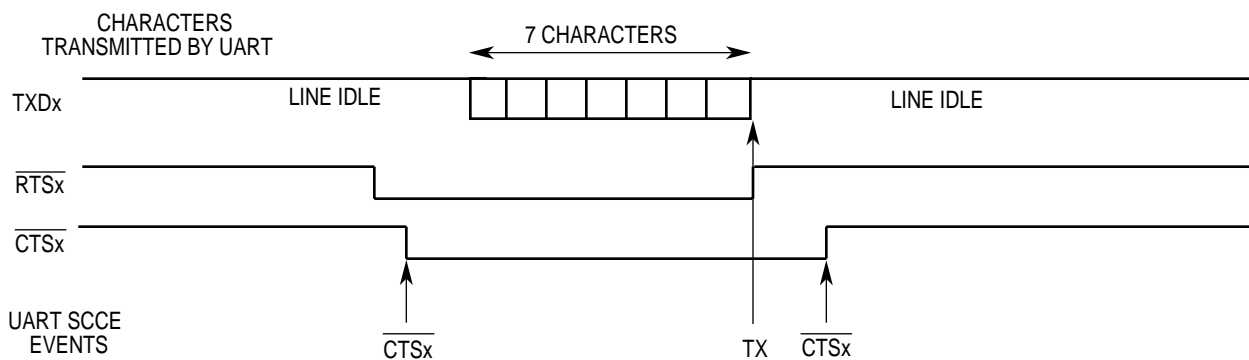 CHARACTERS
TRANSMITTED BY UART
7 CHARACTERS
TXDx
LINE IDLE
LINE IDLE
RTSx
CTSx
UART SCCE
EVENTS
CTSx
TX
CTSx